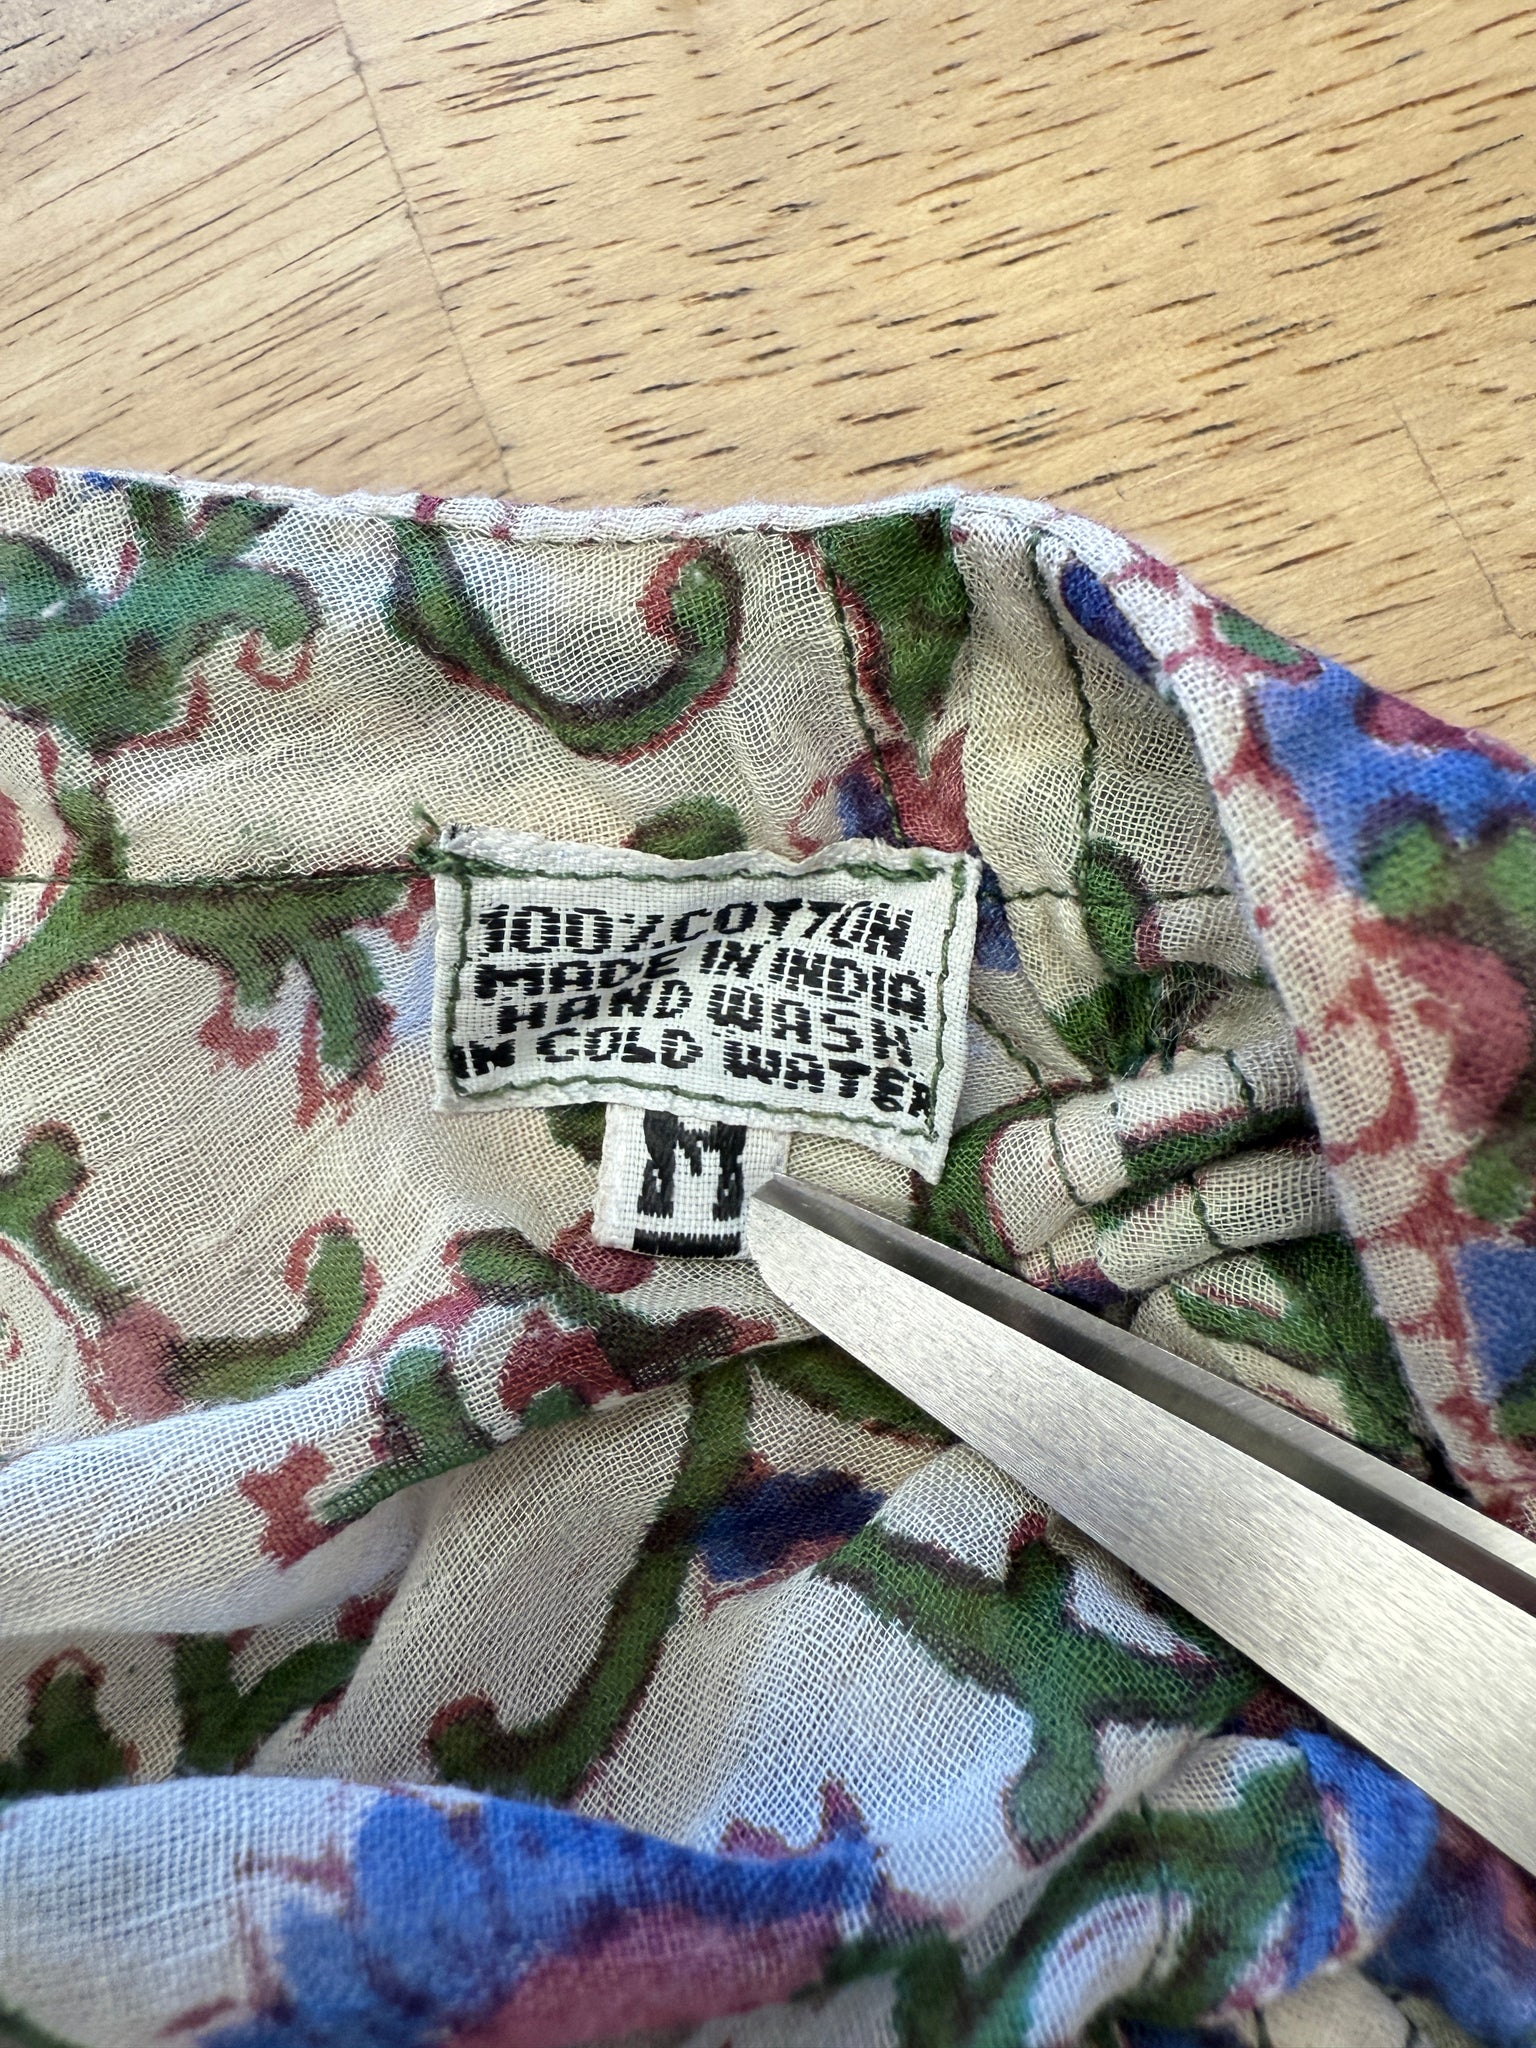 100% COTTON
MADE IN INDIA
HAND WASH
IN COLD WATER
M